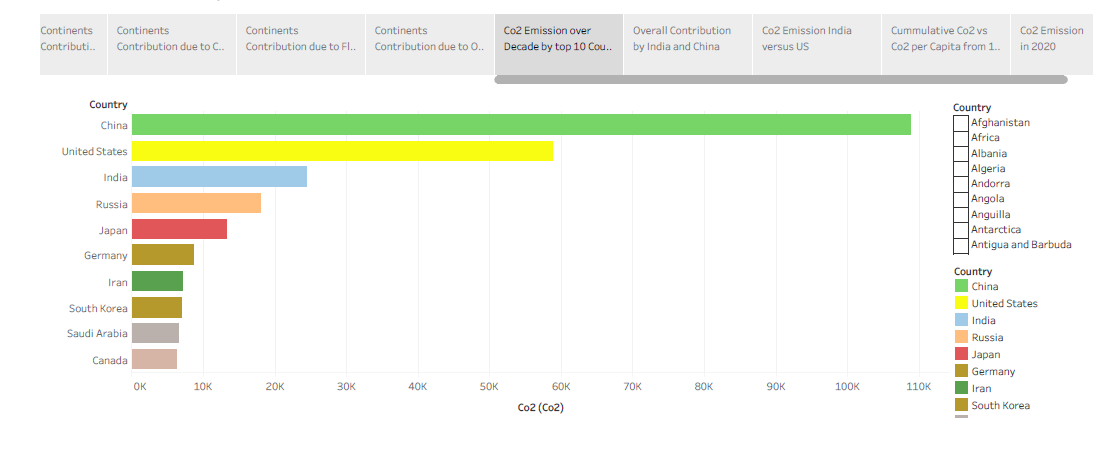 Continents
Contributi..
Continents
Contribution due to C..
Continents
Contribution due to Fl..
Continents
Contribution due to O..
Co2 Emission over
Decade by top 10 Cou..
Overall Contribution
by India and China
Co2 Emission India
versus US
Cummulative Co2 vs
Co2 per Capita from 1..
Co2 Emission
in 2020
Country
China
United States
India
Russia
Japan
Germany
Iran
South Korea
Saudi Arabia
Canada
0K 10K 20K 30K 40K 50K 60K 70K 80K 90K 100K 110K
Co2 (Co2)
Country
Afghanistan
Africa
Albania
Algeria
Andorra
Angola
Anguilla
Antarctica
Antigua and Barbuda
Country
China
United States
India
Russia
Japan
Germany
Iran
South Korea